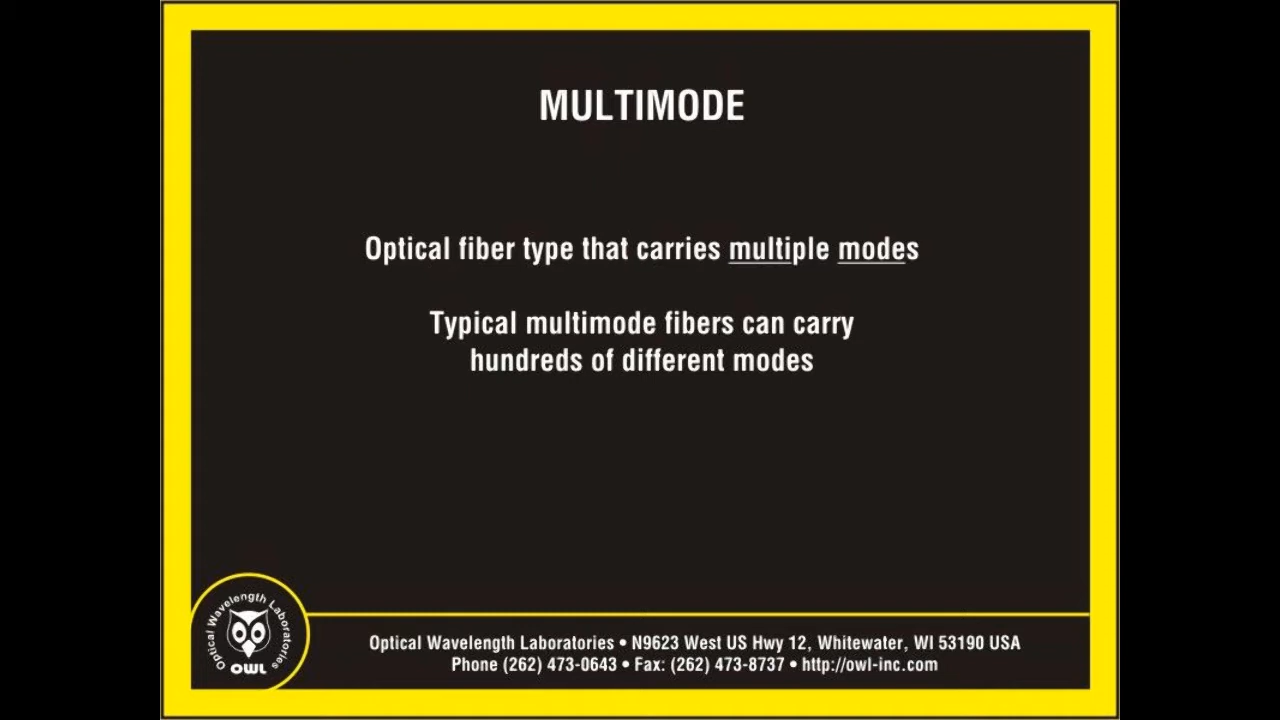 MULTIMODE
Optical fiber type that carries multiple modes
Typical multimode fibers can carry
hundreds of different modes
Optical Wavelength Laboratories
OWL
Optical Wavelength Laboratories • N9623 West US Hwy 12, Whitewater, WI 53190 USA
Phone (262) 473-0643 • Fax: (262) 473-8737 • http://owl-inc.com